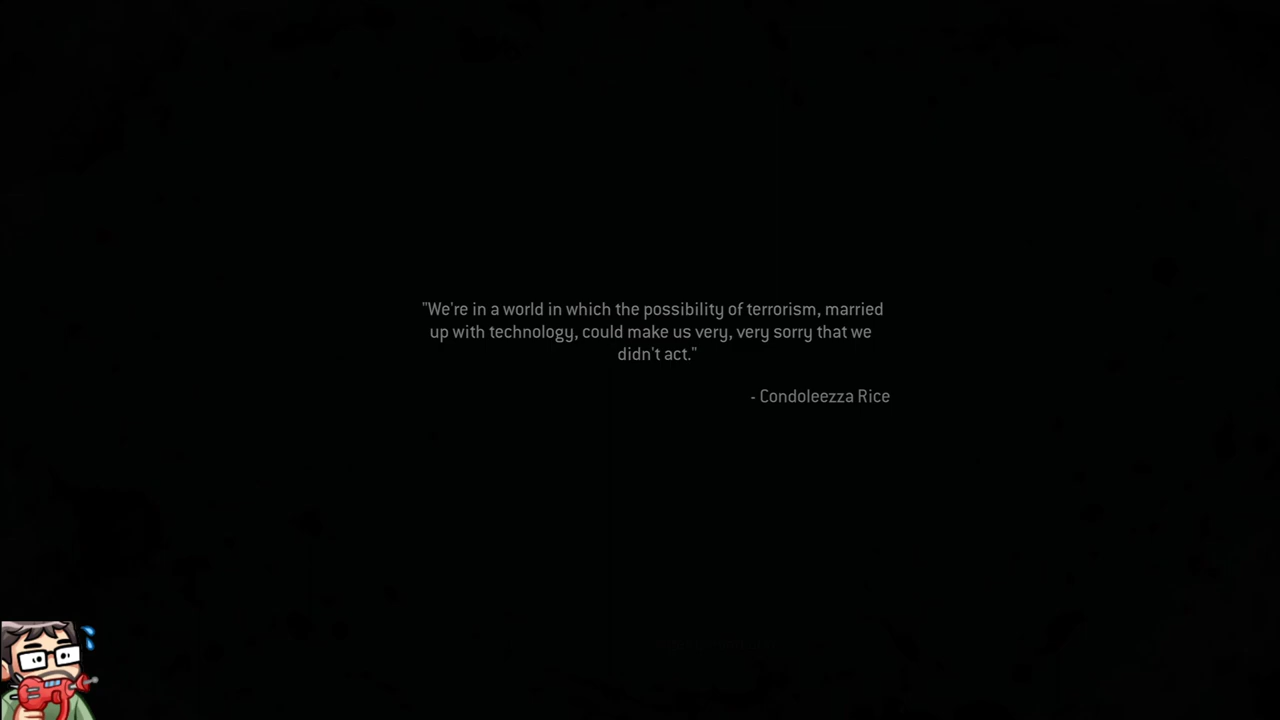 "We're in a world in which the possibility of terrorism, married
up with technology, could make us very, very sorry that we
didn't act."
- Condoleezza Rice